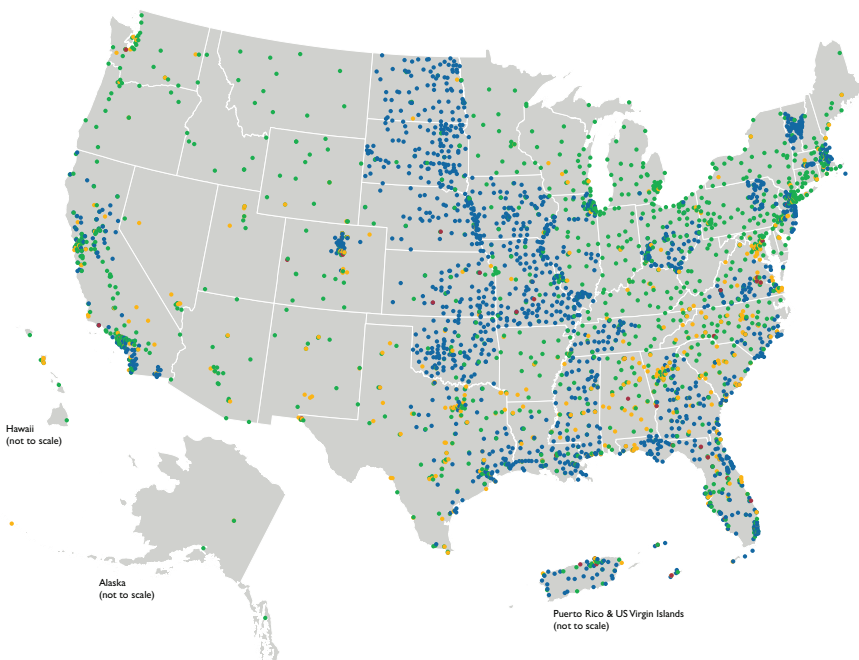 Hawaii
(not to scale)
Alaska
(not to scale)
Puerto Rico & US Virgin Islands
(not to scale)